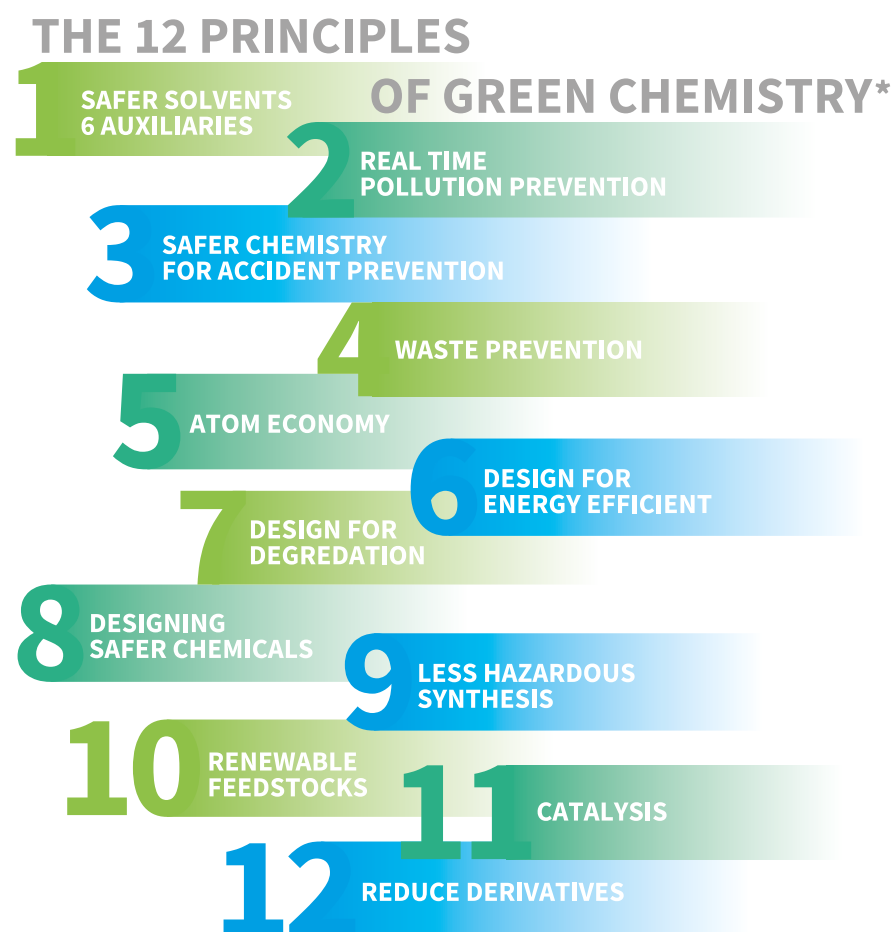 THE 12 PRINCIPLES
OF GREEN CHEMISTRY*
1
SAFER SOLVENTS
6 AUXILIARIES
2
REAL TIME
POLLUTION PREVENTION
3
SAFER CHEMISTRY
FOR ACCIDENT PREVENTION
4
WASTE PREVENTION
5
ATOM ECONOMY
6
DESIGN FOR
ENERGY EFFICIENT
7
DESIGN FOR
DEGREDATION
8
DESIGNING
SAFER CHEMICALS
9
LESS HAZARDOUS
SYNTHESIS
10
RENEWABLE
FEEDSTOCKS
11
CATALYSIS
12
REDUCE DERIVATIVES